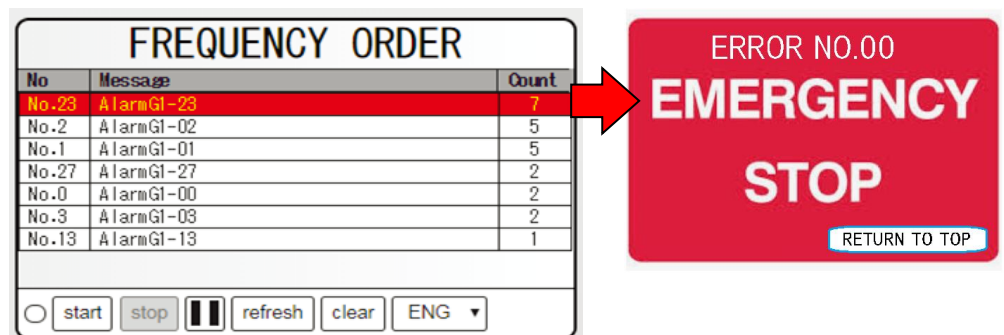 FREQUENCY ORDER
No Message Count
No.23 AlarmG1-23 7
No.2 AlarmG1-02 5
No.1 AlarmG1-01 5
No.27 AlarmG1-27 2
No.0 AlarmG1-00 2
No.3 AlarmG1-03 2
No.13 AlarmG1-13 1
start stop refresh clear ENG
ERROR NO.00
EMERGENCY
STOP
RETURN TO TOP